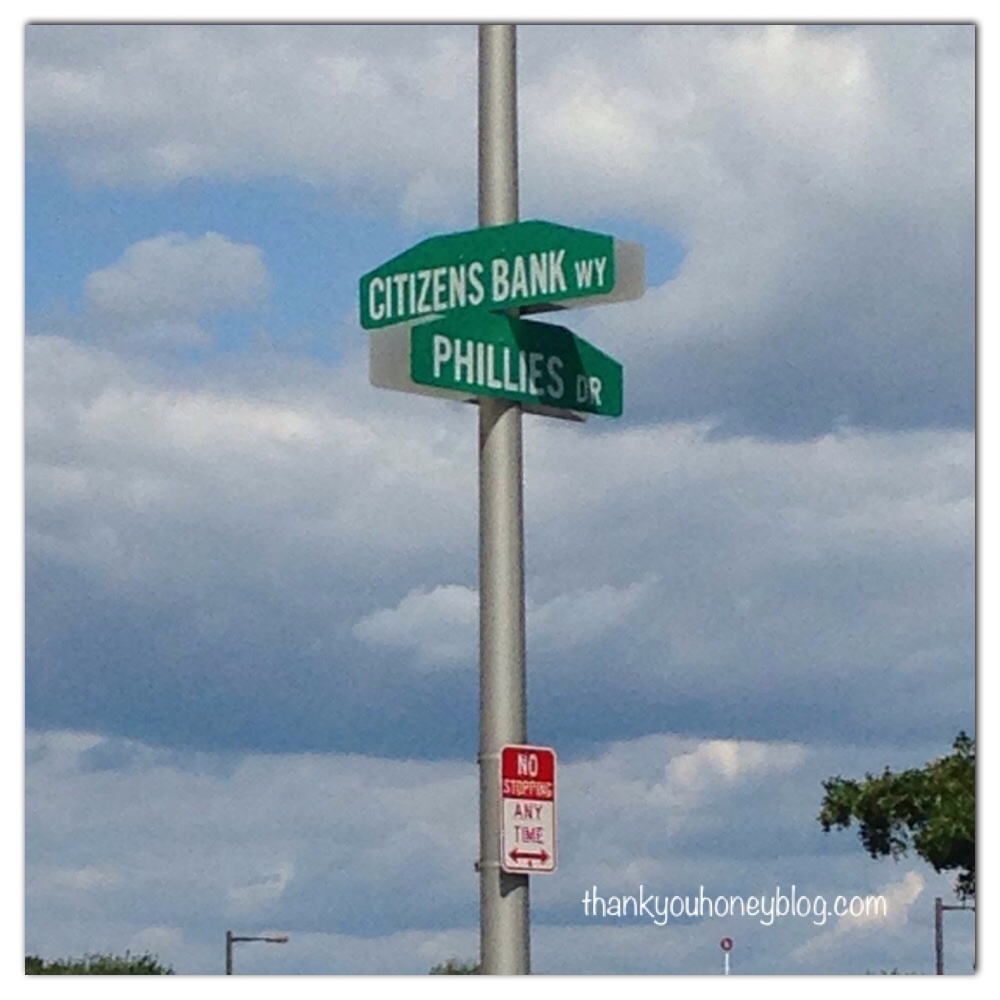 CITIZENS BANK WY
PHILLIES DR
NO
STOPPING
ANY
TIME
thankyouhoneyblog.com